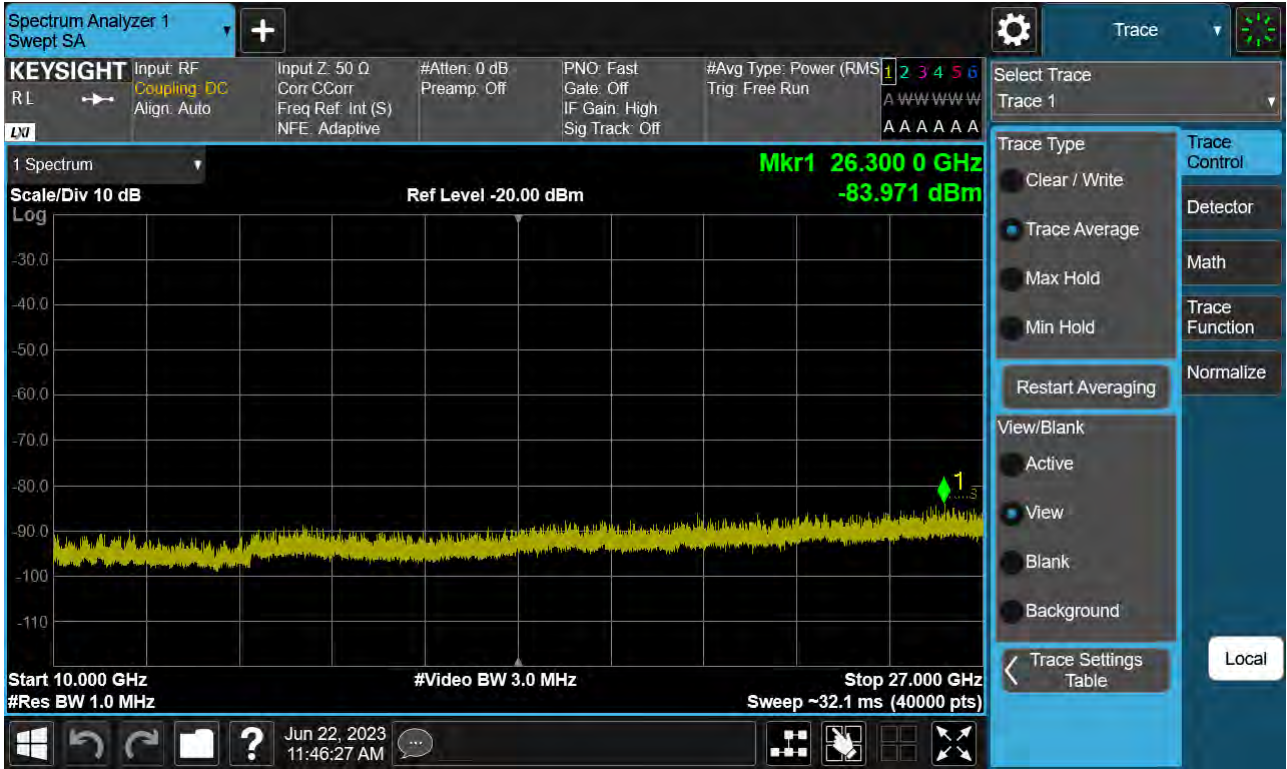 Spectrum Analyzer 1
Swept SA
+
Trace
KEYSIGHT
R L
LXI
Input: RF
Coupling: DC
Align: Auto
Input Z: 50 Ω
Corr CCorr
Freq Ref: Int (S)
NFE: Adaptive
#Atten: 0 dB
Preamp: Off
PNO: Fast
Gate: Off
IF Gain: High
Sig Track: Off
#Avg Type: Power (RMS
Trig: Free Run
1 2 3 4 5 6
A W W W W W
A A A A A A
Select Trace
Trace 1
1 Spectrum
Scale/Div 10 dB
Log
Ref Level -20.00 dBm
Mkr1 26.300 0 GHz
-83.971 dBm
-30.0
-40.0
-50.0
-60.0
-70.0
-80.0
-90.0
-100
-110
1
Start 10.000 GHz
#Res BW 1.0 MHz
#Video BW 3.0 MHz
Stop 27.000 GHz
Sweep ~32.1 ms (40000 pts)
Trace Type
Clear / Write
Trace Average
Max Hold
Min Hold
Restart Averaging
View/Blank
Active
View
Blank
Background
Trace Settings
Table
Trace
Control
Detector
Math
Trace
Function
Normalize
Local
?
Jun 22, 2023
11:46:27 AM